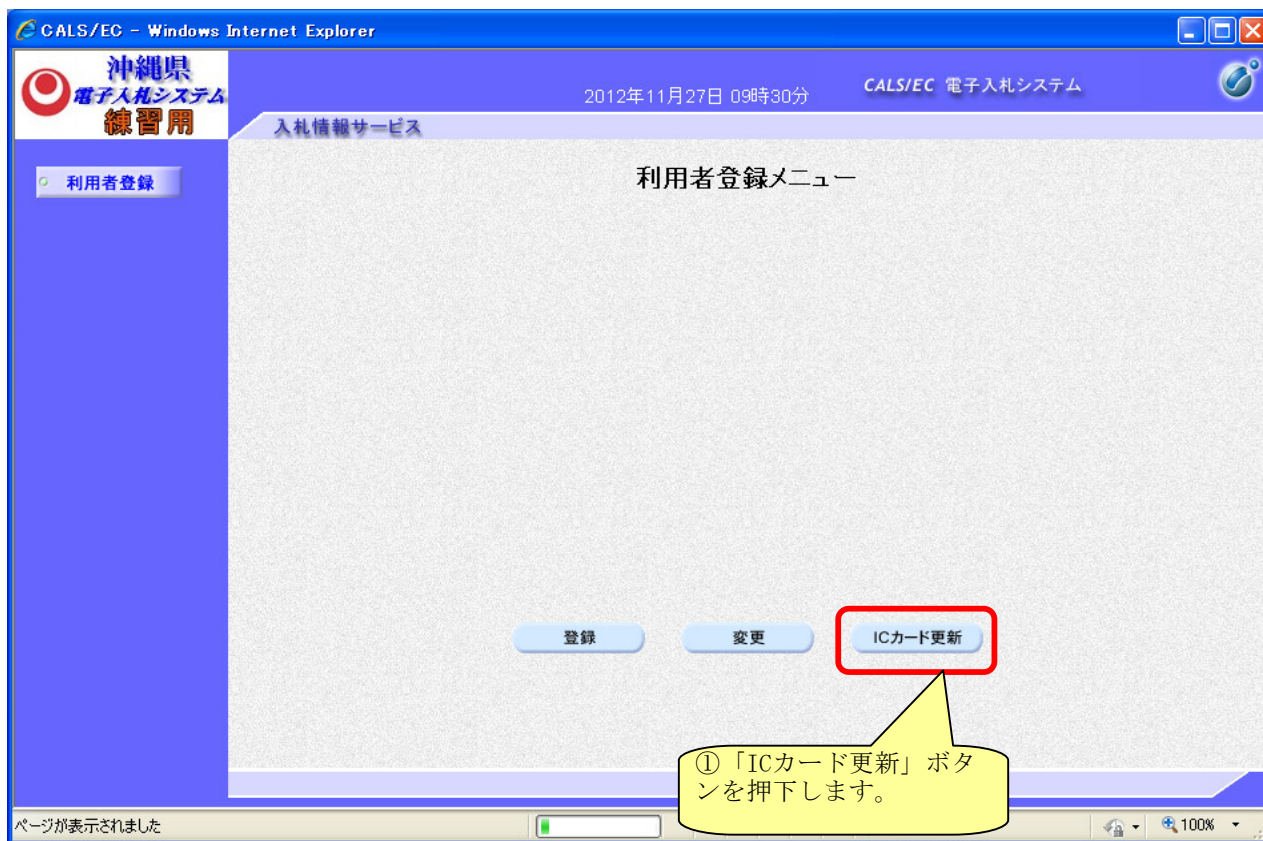 CALS/EC - Windows Internet Explorer
沖縄県
電子入札システム
練習用
2012年11月27日 09時30分
CALS/EC 電子入札システム
入札情報サービス
利用者登録
利用者登録メニュー
登録
変更
ICカード更新
①「ICカード更新」ボタ
ンを押下します。
ページが表示されました
100%